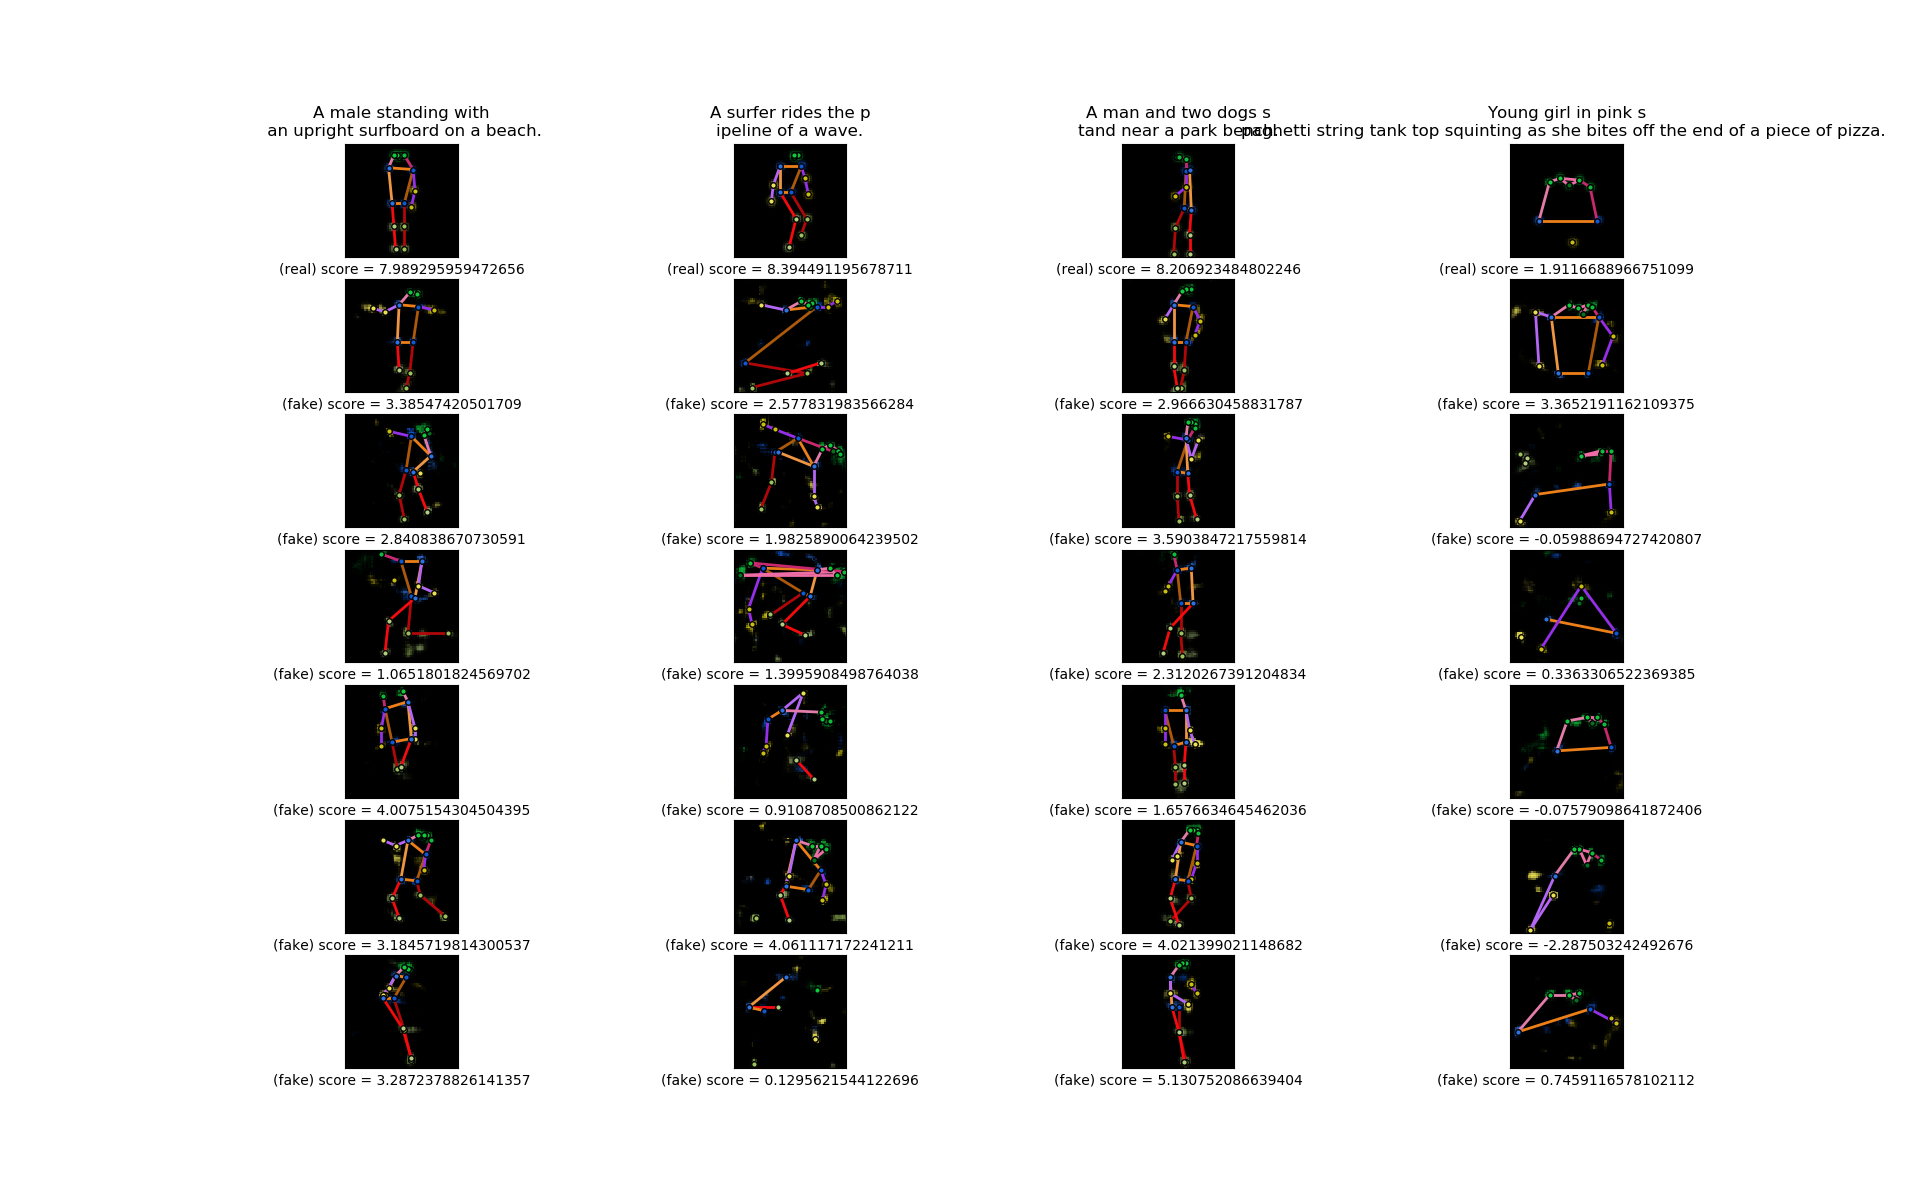 A male standing with
an upright surfboard on a beach.
A surfer rides the p
ipeline of a wave.
A man and two dogs s
tand near a park bench.
Young girl in pink s
paghetti string tank top squinting as she bites off the end of a piece of pizza.
(real) score = 7.989295959472656
(real) score = 8.394491195678711
(real) score = 8.206923484802246
(real) score = 1.9116688966751099
(fake) score = 3.38547420501709
(fake) score = 2.577831983566284
(fake) score = 2.966630458831787
(fake) score = 3.3652191162109375
(fake) score = 2.840838670730591
(fake) score = 1.9825890064239502
(fake) score = 3.5903847217559814
(fake) score = -0.05988694727420807
(fake) score = 1.0651801824569702
(fake) score = 1.3995908498764038
(fake) score = 2.3120267391204834
(fake) score = 0.3363306522369385
(fake) score = 4.0075154304504395
(fake) score = 0.9108708500862122
(fake) score = 1.6576634645462036
(fake) score = -0.07579098641872406
(fake) score = 3.1845719814300537
(fake) score = 4.061117172241211
(fake) score = 4.021399021148682
(fake) score = -2.287503242492676
(fake) score = 3.2872378826141357
(fake) score = 0.1295621544122696
(fake) score = 5.130752086639404
(fake) score = 0.7459116578102112